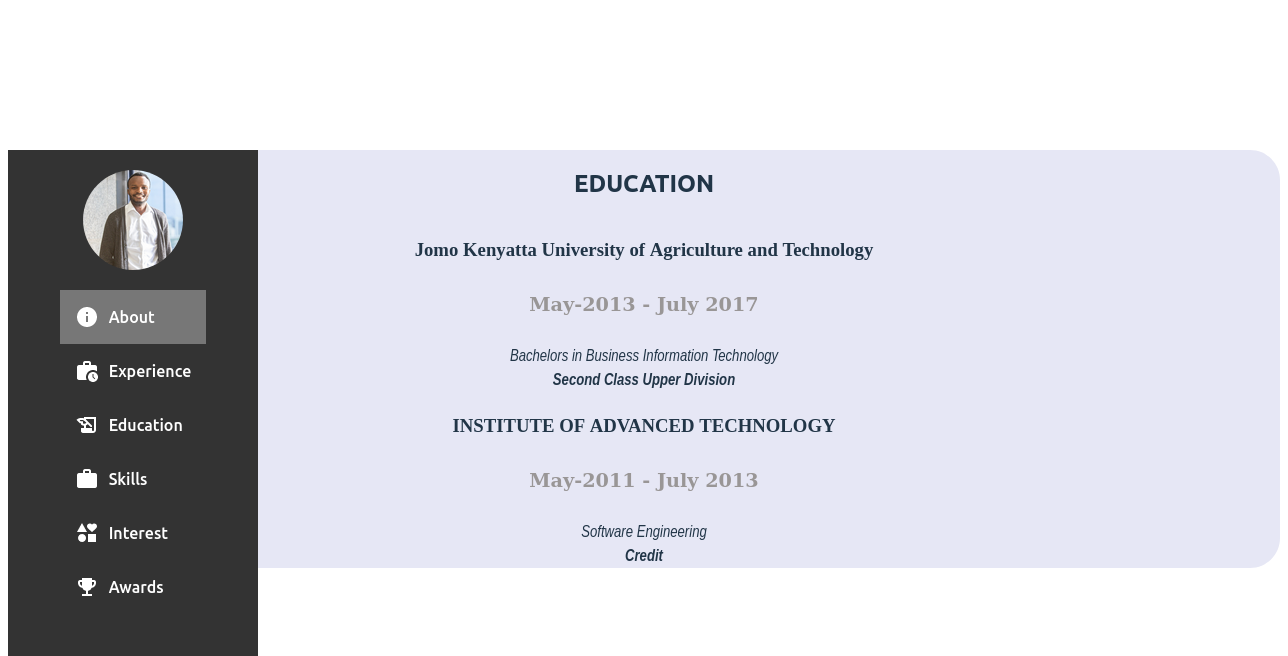 About
Experience
Education
Skills
Interest
Awards
EDUCATION
Jomo Kenyatta University of Agriculture and Technology
May-2013 - July 2017
Bachelors in Business Information Technology
Second Class Upper Division
INSTITUTE OF ADVANCED TECHNOLOGY
May-2011 - July 2013
Software Engineering
Credit